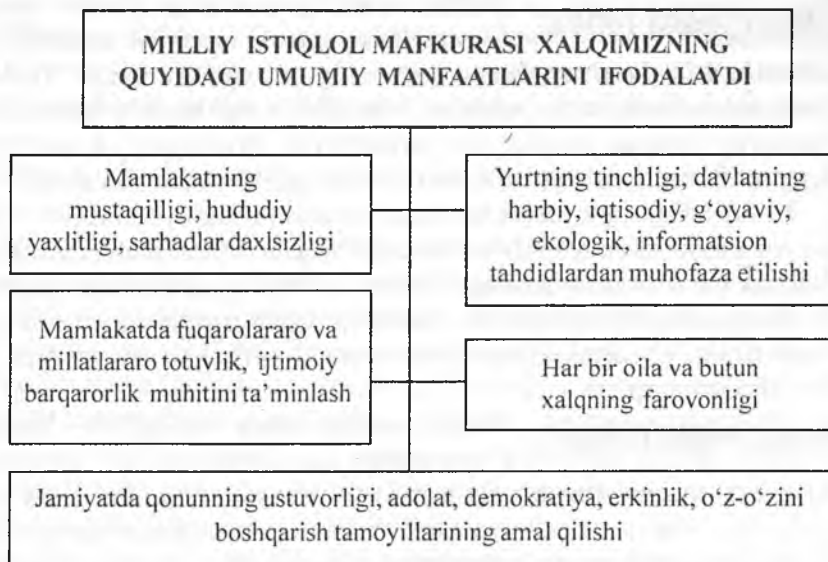 MILLIY ISTIQLOL MAFKURASI XALQIMIZNING
QUYIDAGI UMUMIY MANFAATLARINI IFODALAYDI
Mamlakatning
mustaqilligi, hududiy
yaxlitligi, sarhadlar daxlsizligi
Yurtning tinchligi, davlatning
harbiy, iqtisodiy, g‘oyaviy,
ekologik, informatsion
tahdidlardan muhofaza etilishi
Mamlakatda fuqarolararo va
millatlararo totuvlik, ijtimoiy
barqarorlik muhitini ta’minlash
Har bir oila va butun
xalqning farovonligi
Jamiyatda qonunning ustuvorligi, adolat, demokratiya, erkinlik, o‘z-o‘zini
boshqarish tamoyillarining amal qilishi